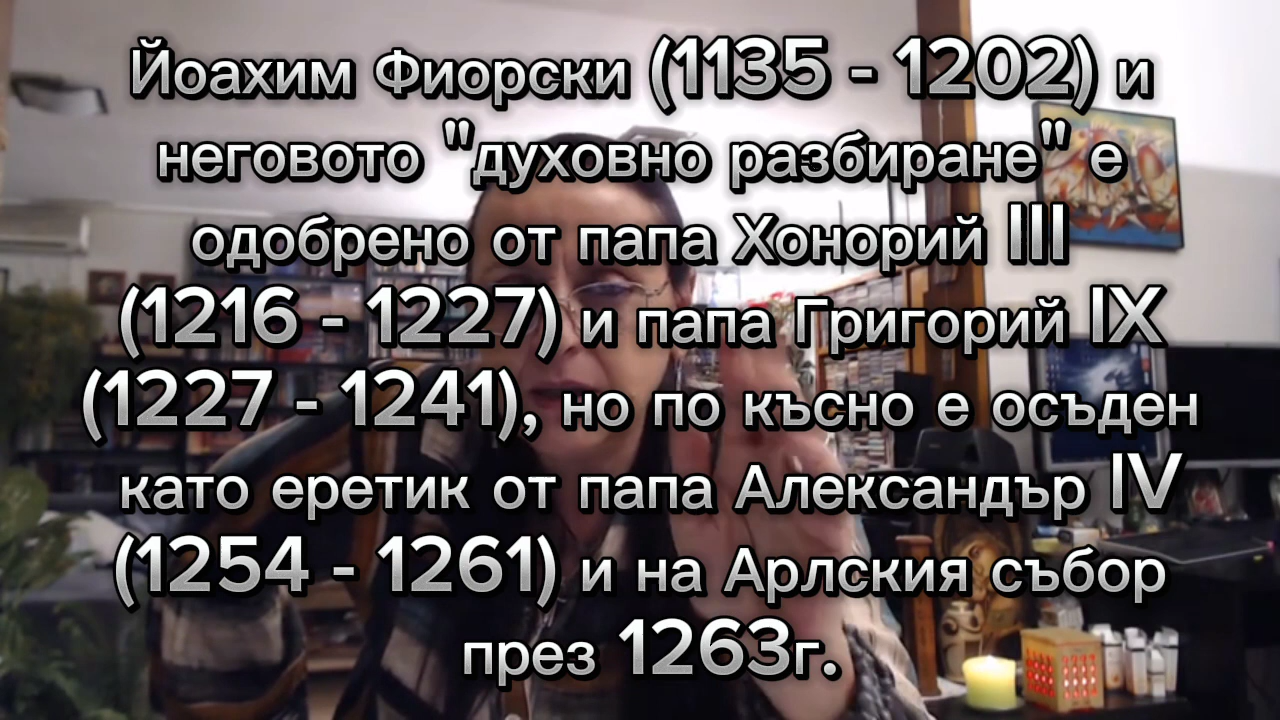 Йоахим Фиорски (1135 - 1202) и
неговото "духовно разбиране" е
одобрено от папа Хонорий III
(1216 - 1227) и папа Григорий IX
(1227 - 1241), но по късно е осъден
като еретик от папа Александър IV
(1254 - 1261) и на Арлския събор
през 1263г.